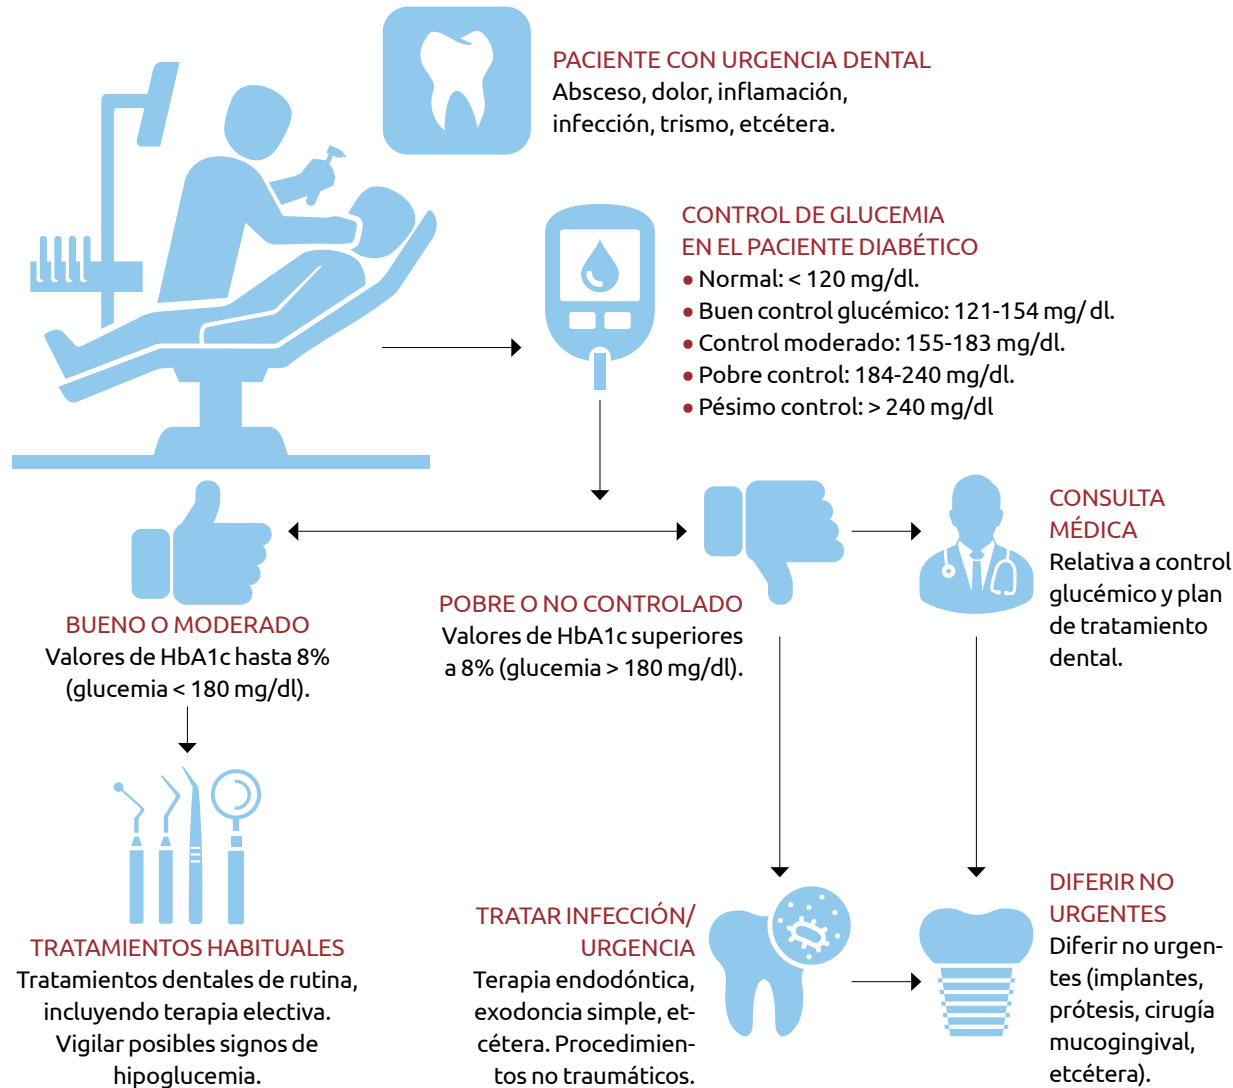 PACIENTE CON URGENCIA DENTAL
Absceso, dolor, inflamación,
infección, trismo, etcétera.
CONTROL DE GLUCEMIA
EN EL PACIENTE DIABÉTICO
• Normal: < 120 mg/dl.
• Buen control glucémico: 121-154 mg/ dl.
• Control moderado: 155-183 mg/dl.
• Pobre control: 184-240 mg/dl.
• Pésimo control: > 240 mg/dl
BUENO O MODERADO
Valores de HbA1c hasta 8%
(glucemia < 180 mg/dl).
POBRE O NO CONTROLADO
Valores de HbA1c superiores
a 8% (glucemia > 180 mg/dl).
CONSULTA
MÉDICA
Relativa a control
glucémico y plan
de tratamiento
dental.
TRATAMIENTOS HABITUALES
Tratamientos dentales de rutina,
incluyendo terapia electiva.
Vigilar posibles signos de
hipoglucemia.
TRATAR INFECCIÓN/
URGENCIA
Terapia endodóntica,
exodoncia simple, et-
cétera. Procedimien-
tos no traumáticos.
DIFERIR NO
URGENTES
Diferir no urgen-
tes (implantes,
prótesis, cirugía
mucogingival,
etcétera).